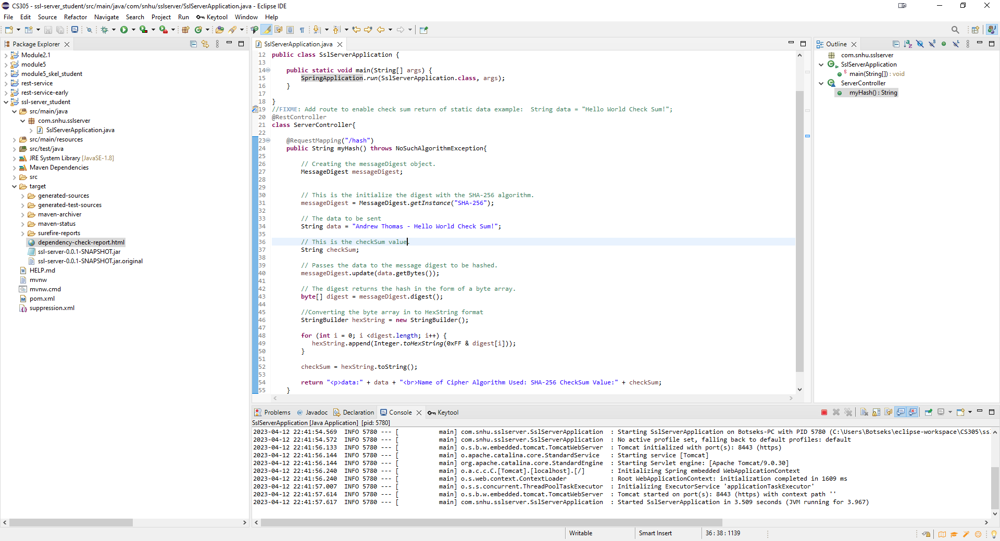 CS305 - ssl-server_student/src/main/java/com/snhu/sslserver/SslServerApplication.java - Eclipse IDE
File Edit Source Refactor Navigate Search Project Run Keytool Window Help
Package Explorer
Module2.1
module5
module5_skel_student
rest-service
rest-service-early
ssl-server_student
src/main/java
com.snhu.sslserver
SslServerApplication.java
src/main/resources
src/test/java
JRE System Library [JavaSE-1.8]
Maven Dependencies
src
target
generated-sources
generated-test-sources
maven-archiver
maven-status
surefire-reports
dependency-check-report.html
ssl-server-0.0.1-SNAPSHOT.jar
ssl-server-0.0.1-SNAPSHOT.jar.original
HELP.md
mvnw
mvnw.cmd
pom.xml
suppression.xml
SslServerApplication.java
12 public class SslServerApplication {
13
14 public static void main(String[] args) {
15 SpringApplication.run(SslServerApplication.class, args);
16 }
17
18 }
19 //FIXME: Add route to enable check sum return of static data example:  String data = "Hello World Check Sum!";
20 @RestController
21 class ServerController{
22
23 @RequestMapping("/hash")
24 public String myHash() throws NoSuchAlgorithmException{
25
26 // Creating the messageDigest object.
27 MessageDigest messageDigest;
28
29
30 // This is the initialize the digest with the SHA-256 algorithm.
31 messageDigest = MessageDigest.getInstance("SHA-256");
32
33 // The data to be sent
34 String data = "Andrew Thomas - Hello World Check Sum!";
35
36 // This is the checkSum value.
37 String checkSum;
38
39 // Passes the data to the message digest to be hashed.
40 messageDigest.update(data.getBytes());
41
42 // The digest returns the hash in the form of a byte array.
43 byte[] digest = messageDigest.digest();
44
45 //Converting the byte array in to HexString format
46 StringBuilder hexString = new StringBuilder();
47
48 for (int i = 0; i <digest.length; i++) {
49 hexString.append(Integer.toHexString(0xFF & digest[i]));
50 }
51
52 checkSum = hexString.toString();
53
54 return "<p>data:" + data + "<br>Name of Cipher Algorithm Used: SHA-256 CheckSum Value:" + checkSum;
55 }
Outline
com.snhu.sslserver
SslServerApplication
main(String[]) : void
ServerController
myHash() : String
Problems @ Javadoc Declaration Console Keytool
SslServerApplication [Java Application] [pid: 5780]
2023-04-12 22:41:54.569  INFO 5780 --- [           main] com.snhu.sslserver.SslServerApplication  : Starting SslServerApplication on Botseks-PC with PID 5780 (C:\Users\Botseks\eclipse-workspace\CS305\ss
2023-04-12 22:41:54.572  INFO 5780 --- [           main] com.snhu.sslserver.SslServerApplication  : No active profile set, falling back to default profiles: default
2023-04-12 22:41:56.133  INFO 5780 --- [           main] o.s.b.w.embedded.tomcat.TomcatWebServer  : Tomcat initialized with port(s): 8443 (https)
2023-04-12 22:41:56.144  INFO 5780 --- [           main] o.apache.catalina.core.StandardService   : Starting service [Tomcat]
2023-04-12 22:41:56.144  INFO 5780 --- [           main] org.apache.catalina.core.StandardEngine  : Starting Servlet engine: [Apache Tomcat/9.0.30]
2023-04-12 22:41:56.240  INFO 5780 --- [           main] o.a.c.c.C.[Tomcat].[localhost].[/]       : Initializing Spring embedded WebApplicationContext
2023-04-12 22:41:56.240  INFO 5780 --- [           main] o.s.web.context.ContextLoader            : Root WebApplicationContext: initialization completed in 1609 ms
2023-04-12 22:41:57.007  INFO 5780 --- [           main] o.s.s.concurrent.ThreadPoolTaskExecutor  : Initializing ExecutorService 'applicationTaskExecutor'
2023-04-12 22:41:57.614  INFO 5780 --- [           main] o.s.b.w.embedded.tomcat.TomcatWebServer  : Tomcat started on port(s): 8443 (https) with context path ''
2023-04-12 22:41:57.617  INFO 5780 --- [           main] com.snhu.sslserver.SslServerApplication  : Started SslServerApplication in 3.509 seconds (JVM running for 3.967)
Writable Smart Insert 36 : 38 : 1139